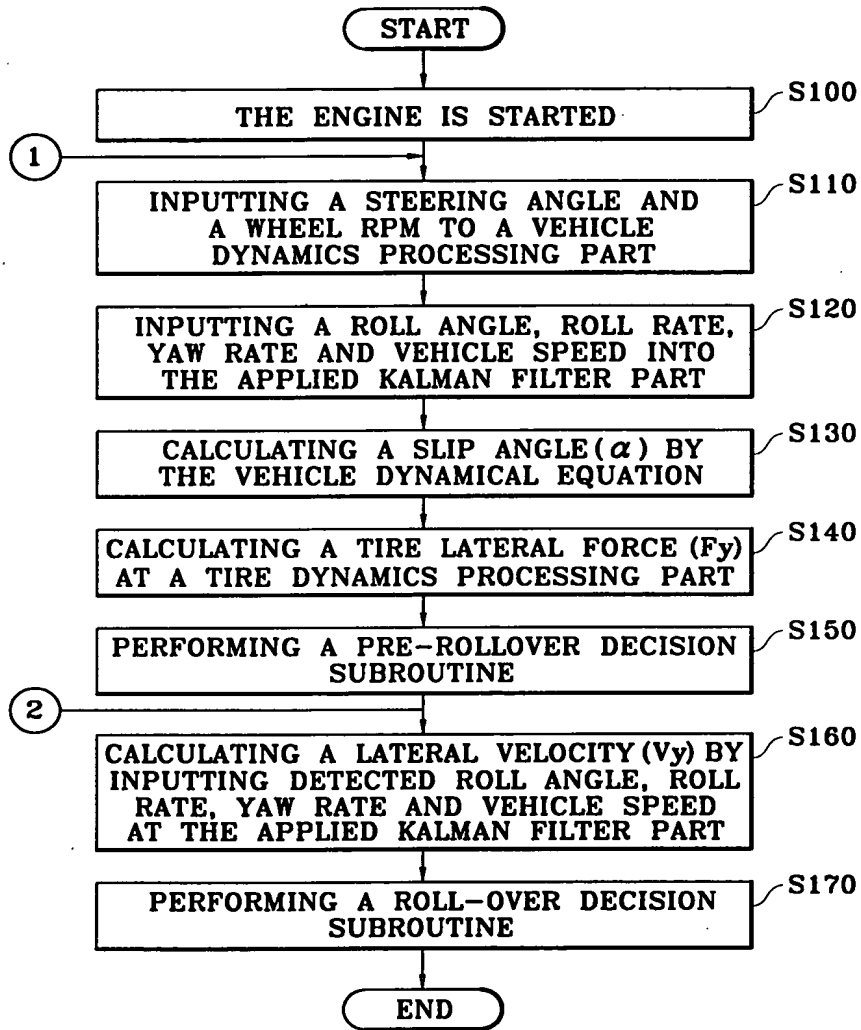 START
S100
THE ENGINE IS STARTED
1
S110
INPUTTING A STEERING ANGLE AND
A WHEEL RPM TO A VEHICLE
DYNAMICS PROCESSING PART
S120
INPUTTING A ROLL ANGLE, ROLL RATE,
YAW RATE AND VEHICLE SPEED INTO
THE APPLIED KALMAN FILTER PART
S130
CALCULATING A SLIP ANGLE(α) BY
THE VEHICLE DYNAMICAL EQUATION
S140
CALCULATING A TIRE LATERAL FORCE(Fy)
AT A TIRE DYNAMICS PROCESSING PART
S150
PERFORMING A PRE-ROLLOVER DECISION
SUBROUTINE
2
S160
CALCULATING A LATERAL VELOCITY(Vy) BY
INPUTTING DETECTED ROLL ANGLE, ROLL
RATE, YAW RATE AND VEHICLE SPEED
AT THE APPLIED KALMAN FILTER PART
S170
PERFORMING A ROLL-OVER DECISION
SUBROUTINE
END